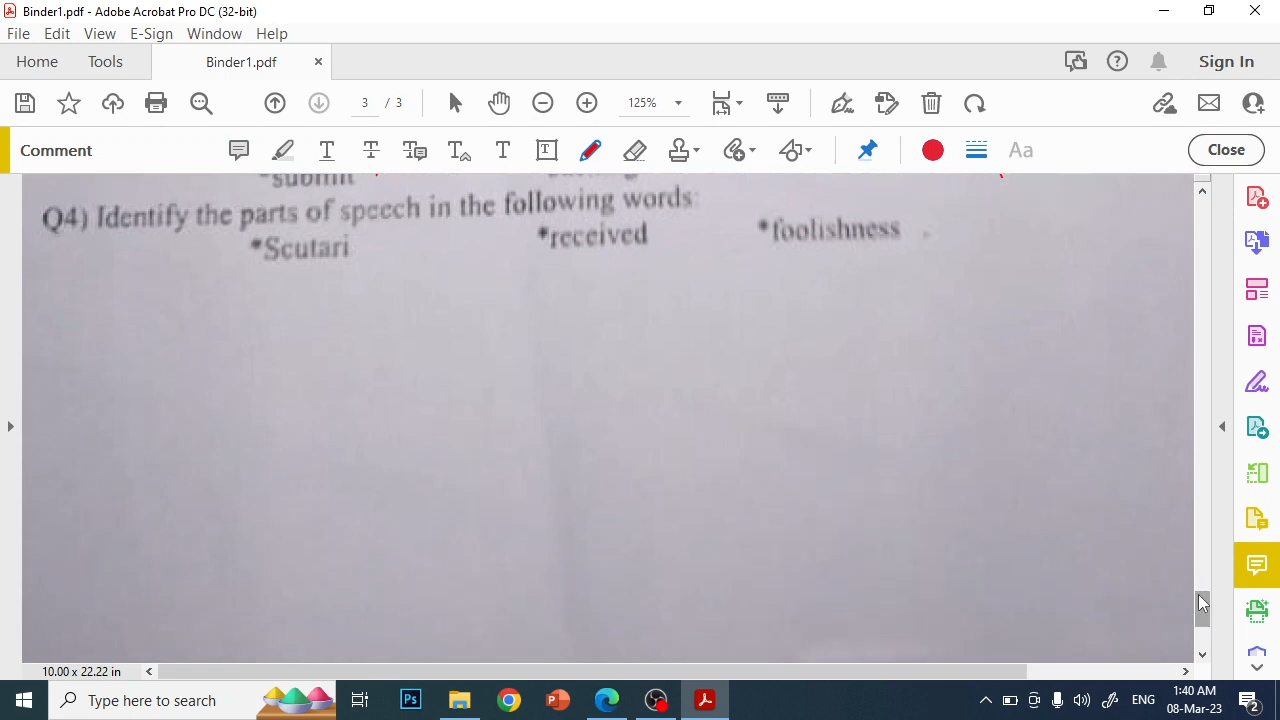 Binder1.pdf - Adobe Acrobat Pro DC (32-bit)
File Edit View E-Sign Window Help
Home Tools Binder1.pdf × Sign In
3 / 3 125%
Comment Close
*submit
Q4) Identify the parts of speech in the following words:
*Scutari *received *foolishness .
10.00 x 22.22 in
Type here to search
ENG
1:40 AM
08-Mar-23
2